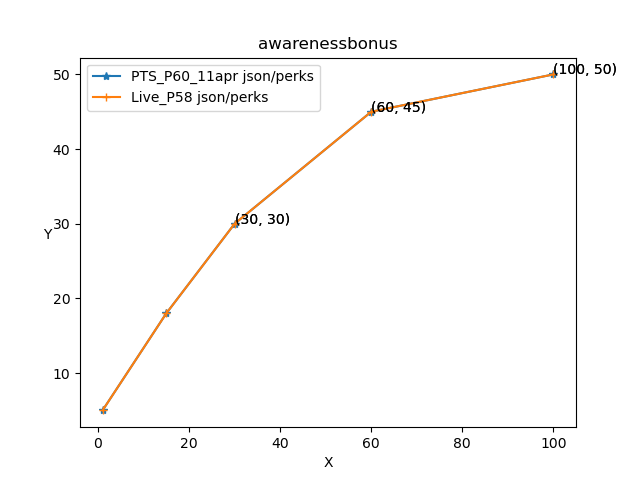 awarenessbonus
PTS_P60_11apr json/perks
Live_P58 json/perks
(100, 50)
(60, 45)
(30, 30)
50
40
30
20
10
Y
0 20 40 60 80 100
X